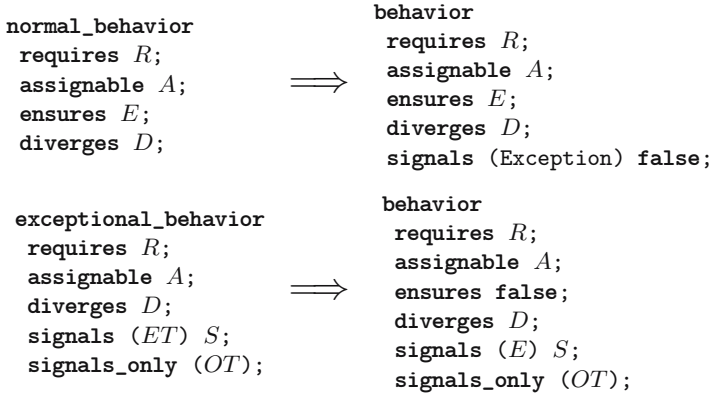 normal_behavior
requires R;
assignable A;
ensures E;
diverges D;
⟹
behavior
requires R;
assignable A;
ensures E;
diverges D;
signals (Exception) false;
exceptional_behavior
requires R;
assignable A;
diverges D;
signals (ET) S;
signals_only (OT);
⟹
behavior
requires R;
assignable A;
ensures false;
diverges D;
signals (E) S;
signals_only (OT);